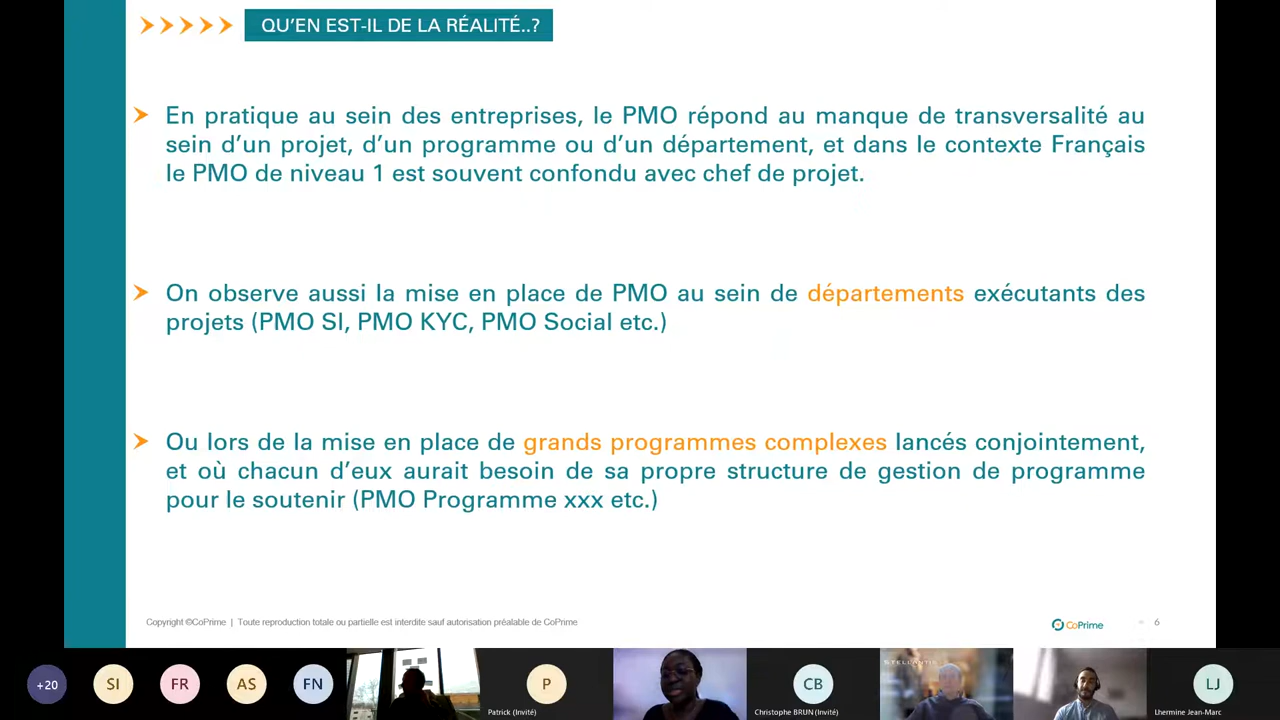 QU’EN EST-IL DE LA RÉALITÉ..?
En pratique au sein des entreprises, le PMO répond au manque de transversalité au
sein d’un projet, d’un programme ou d’un département, et dans le contexte Français
le PMO de niveau 1 est souvent confondu avec chef de projet.
On observe aussi la mise en place de PMO au sein de départements exécutants des
projets (PMO SI, PMO KYC, PMO Social etc.)
Ou lors de la mise en place de grands programmes complexes lancés conjointement,
et où chacun d’eux aurait besoin de sa propre structure de gestion de programme
pour le soutenir (PMO Programme xxx etc.)
Copyright ©CoPrime | Toute reproduction totale ou partielle est interdite sauf autorisation préalable de CoPrime
CoPrime
6
+20
SI
FR
AS
FN
P
Patrick (Invité)
CB
Christophe BRUN (Invité)
STELLANTIS
LJ
Lhermine Jean-Marc